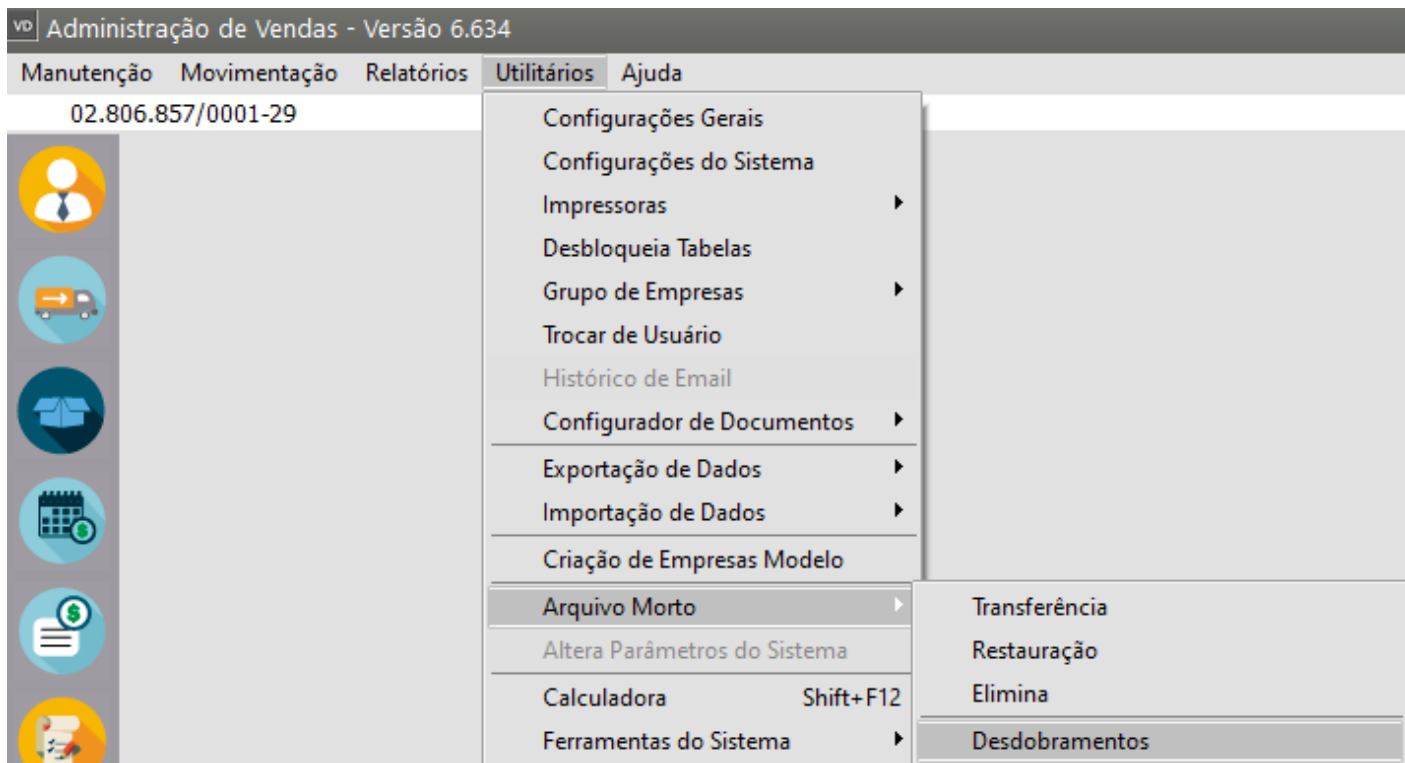 VD Administração de Vendas - Versão 6.634
Manutenção Movimentação Relatórios Utilitários Ajuda
02.806.857/0001-29
Configurações Gerais
Configurações do Sistema
Impressoras
Desbloqueia Tabelas
Grupo de Empresas
Trocar de Usuário
Histórico de Email
Configurador de Documentos
Exportação de Dados
Importação de Dados
Criação de Empresas Modelo
Arquivo Morto
Altera Parâmetros do Sistema
Calculadora Shift+F12
Ferramentas do Sistema
Transferência
Restauração
Elimina
Desdobramentos